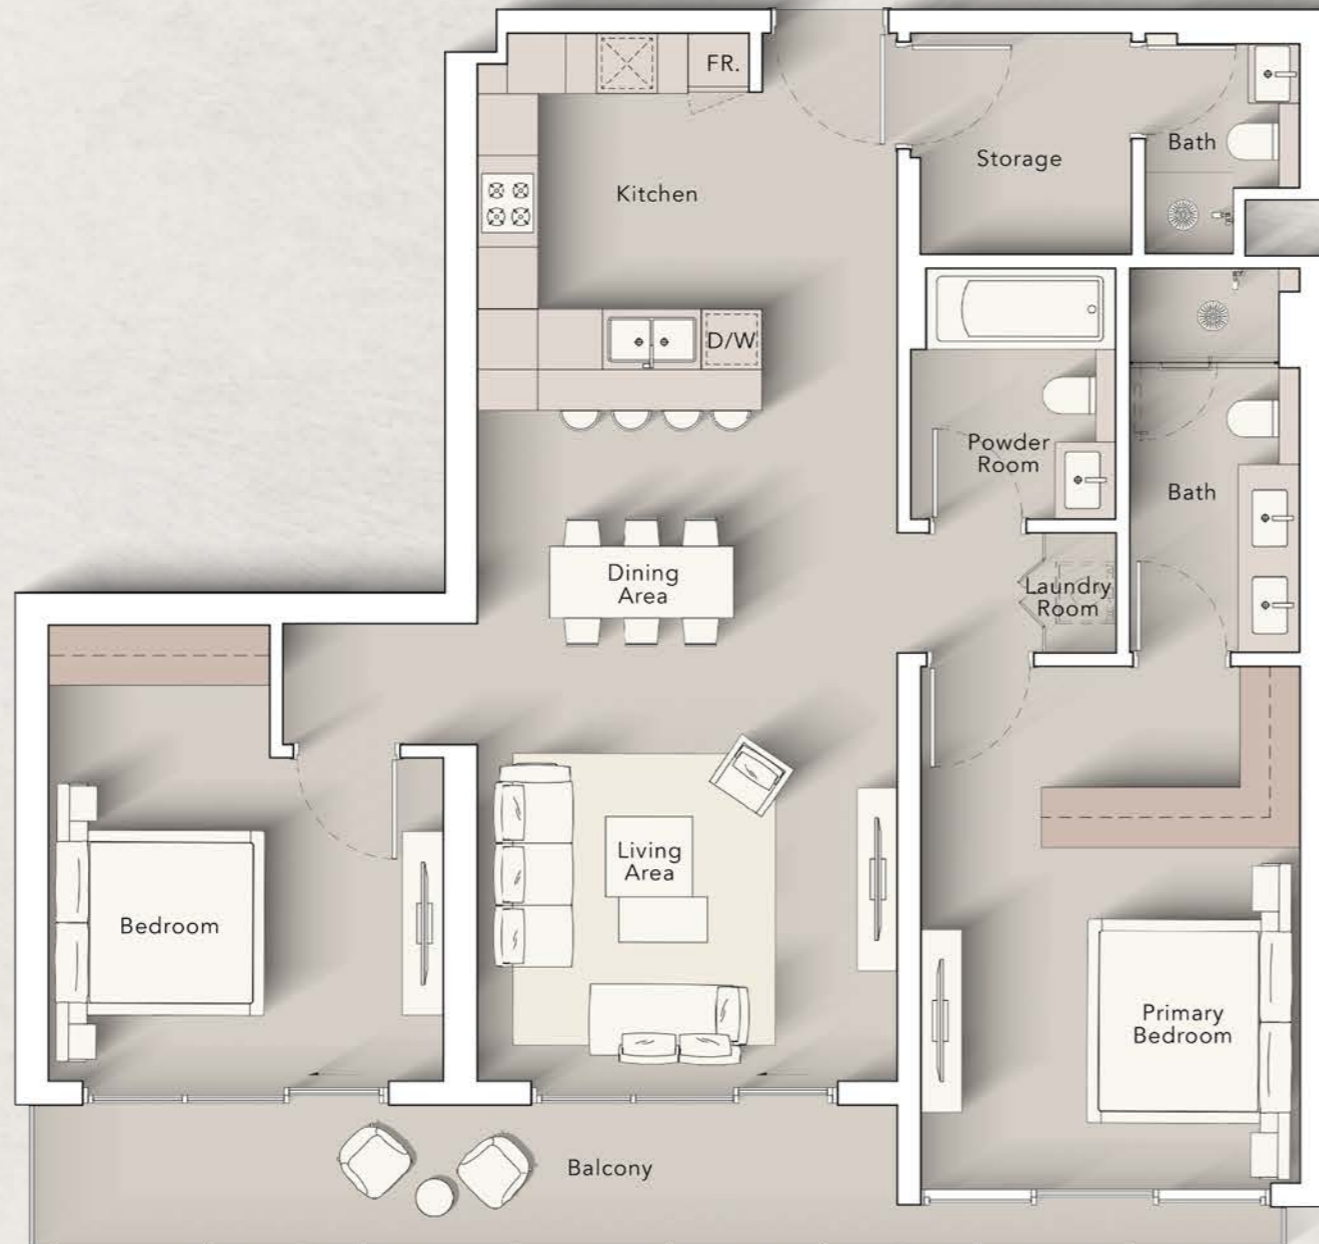 FR.
Bath
Storage
Kitchen
D/W
Powder
Room
Bath
Dining
Area
Laundry
Room
Living
Area
Bedroom
Primary
Bedroom
Balcony